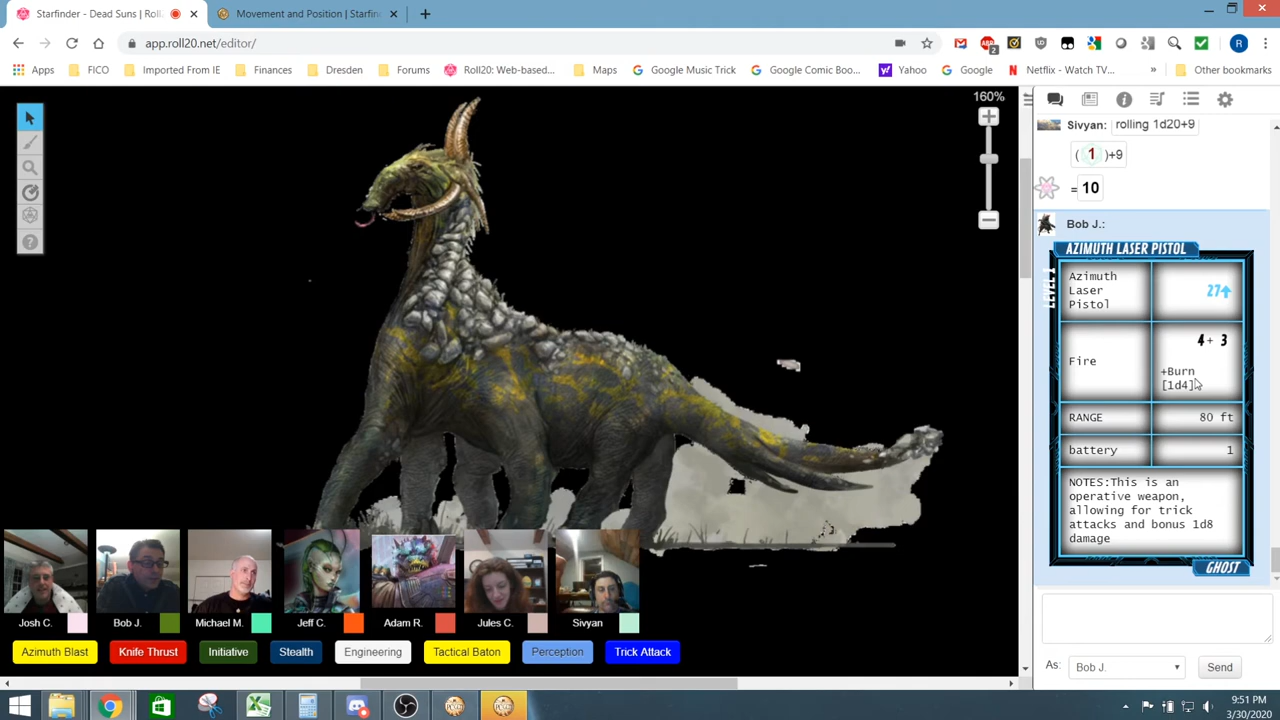 Starfinder - Dead Suns | Roll
Movement and Position | Starfin
app.roll20.net/editor/
Apps
FICO
Imported From IE
Finances
Dresden
Forums
Roll20: Web-based...
Maps
Google Music Trick
Google Comic Boo...
Yahoo
Google
Netflix - Watch TV...
»
Other bookmarks
160%
Sivyan: rolling 1d20+9
(1)+9
= 10
Bob J.:
AZIMUTH LASER PISTOL
LEVEL 1
Azimuth
Laser
Pistol
27
Fire
4 + 3
+Burn
[1d4]
RANGE
80 ft
battery
1
NOTES:This is an
operative weapon,
allowing for trick
attacks and bonus 1d8
damage
GHOST
Josh C.
Bob J.
Michael M.
Jeff C.
Adam R.
Jules C.
Sivyan
Azimuth Blast
Knife Thrust
Initiative
Stealth
Engineering
Tactical Baton
Perception
Trick Attack
As:
Bob J.
Send
9:51 PM
3/30/2020